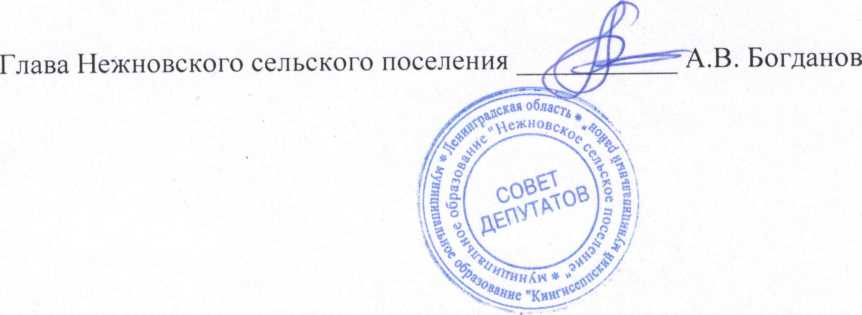 Глава Нежновского сельского поселения ____________ А.В. Богданов
* Ленинградская область * муниципальное образование "Кингисеппский муниципальный район"
* муниципальное образование "Нежновское сельское поселение"
СОВЕТ
ДЕПУТАТОВ